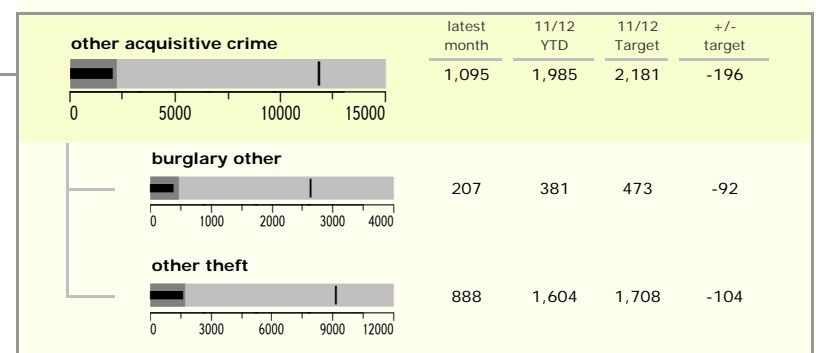 latest 11/12 11/12 +/-
other acquisitive crime month YTD Target target
1,095 1,985 2,181 -196
0 5000 10000 15000
burglary other
207 381 473 -92
0 1000 2000 3000 4000
other theft
888 1,604 1,708 -104
0 3000 6000 9000 12000